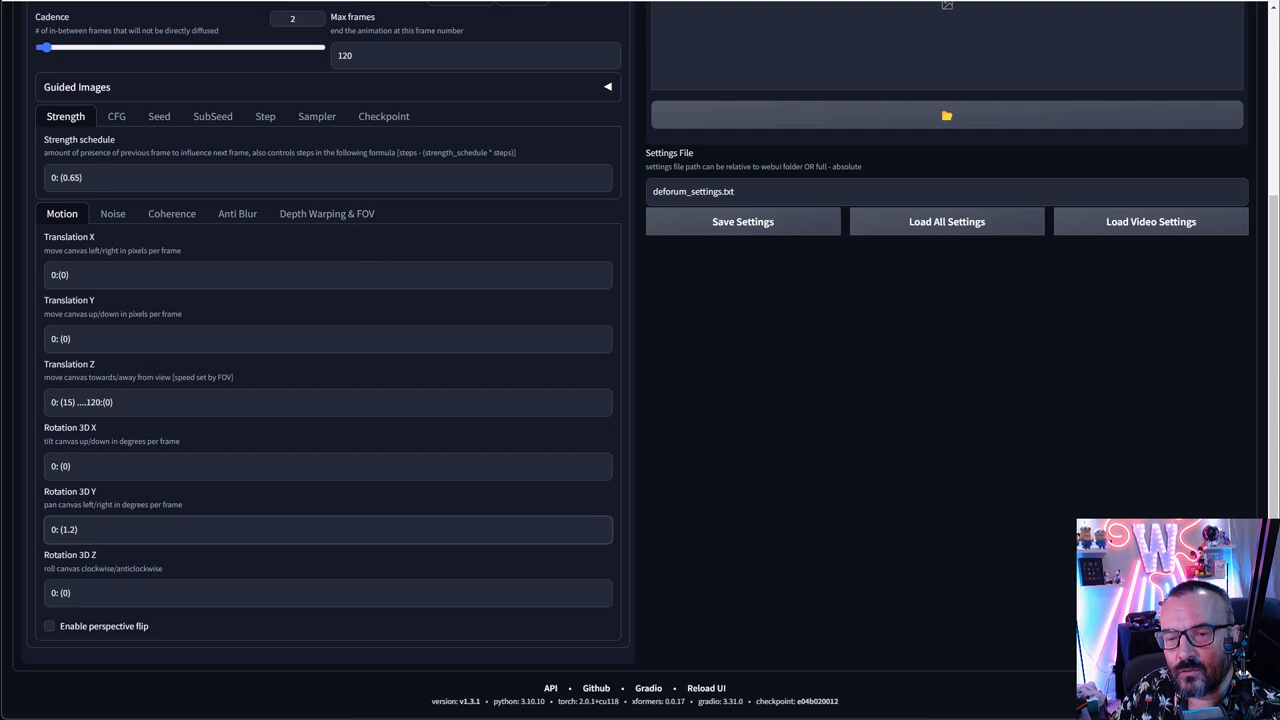 Cadence
2
# of in-between frames that will not be directly diffused
Max frames
end the animation at this frame number
120
Guided Images
Strength CFG Seed SubSeed Step Sampler Checkpoint
Strength schedule
amount of presence of previous frame to influence next frame, also controls steps in the following formula [steps - (strength_schedule * steps)]
0: (0.65)
Motion Noise Coherence Anti Blur Depth Warping & FOV
Translation X
move canvas left/right in pixels per frame
0:(0)
Translation Y
move canvas up/down in pixels per frame
0: (0)
Translation Z
move canvas towards/away from view [speed set by FOV]
0: (15) ....120:(0)
Rotation 3D X
tilt canvas up/down in degrees per frame
0: (0)
Rotation 3D Y
pan canvas left/right in degrees per frame
0: (1.2)
Rotation 3D Z
roll canvas clockwise/anticlockwise
0: (0)
Enable perspective flip
Settings File
settings file path can be relative to webui folder OR full - absolute
deforum_settings.txt
Save Settings Load All Settings Load Video Settings
W
API • Github • Gradio • Reload UI
version: v1.3.1 • python: 3.10.10 • torch: 2.0.1+cu118 • xformers: 0.0.17 • gradio: 3.31.0 • checkpoint: e04b020012